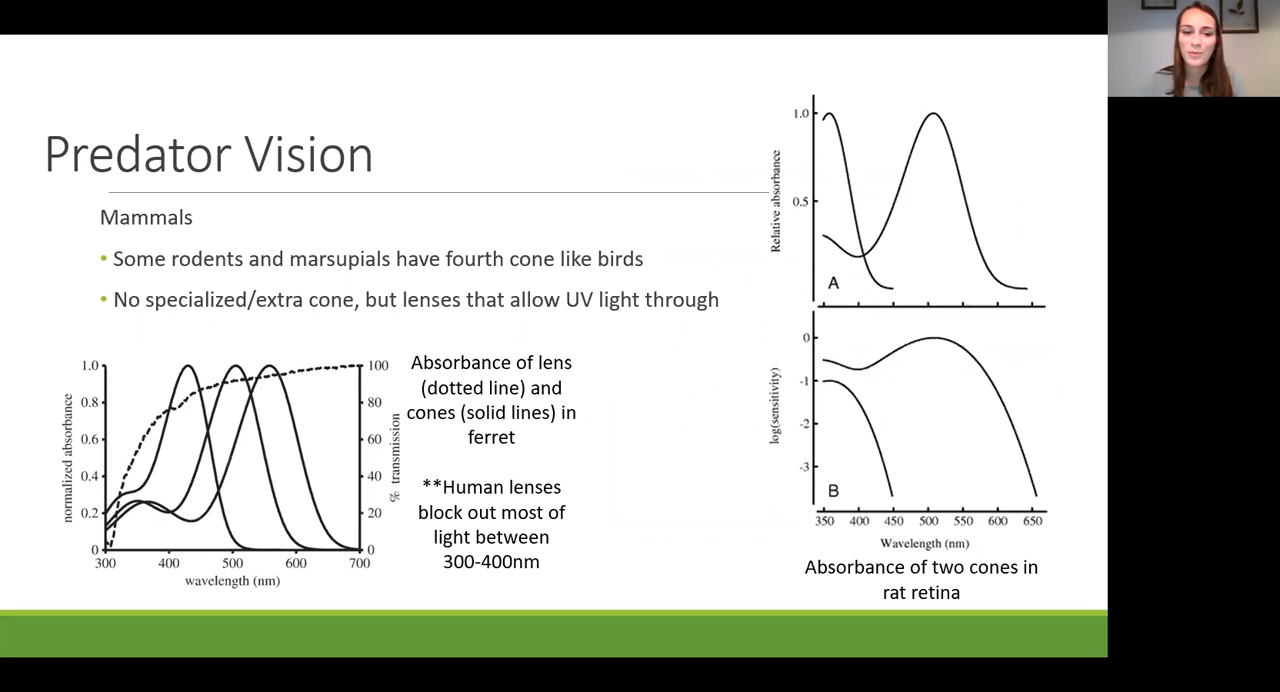 Predator Vision
Mammals
• Some rodents and marsupials have fourth cone like birds
• No specialized/extra cone, but lenses that allow UV light through
1.0
0.8
0.6
0.4
0.2
0
normalized absorbance
100
80
60
40
20
0
% transmission
300 400 500 600 700
wavelength (nm)
Absorbance of lens
(dotted line) and
cones (solid lines) in
ferret
**Human lenses
block out most of
light between
300-400nm
1.0
0.5
Relative absorbance
A
0
-1
-2
-3
log(sensitivity)
B
350 400 450 500 550 600 650
Wavelength (nm)
Absorbance of two cones in
rat retina